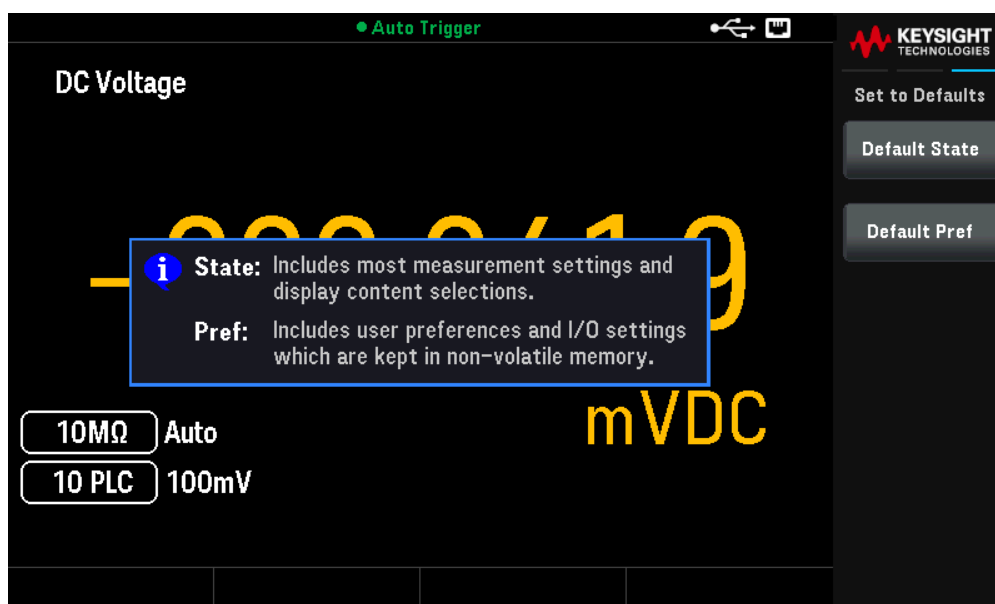 Auto Trigger
KEYSIGHT
TECHNOLOGIES
DC Voltage
Set to Defaults
Default State
Default Pref
State: Includes most measurement settings and
display content selections.
Pref: Includes user preferences and I/O settings
which are kept in non-volatile memory.
mVDC
10MΩ Auto
10 PLC 100mV